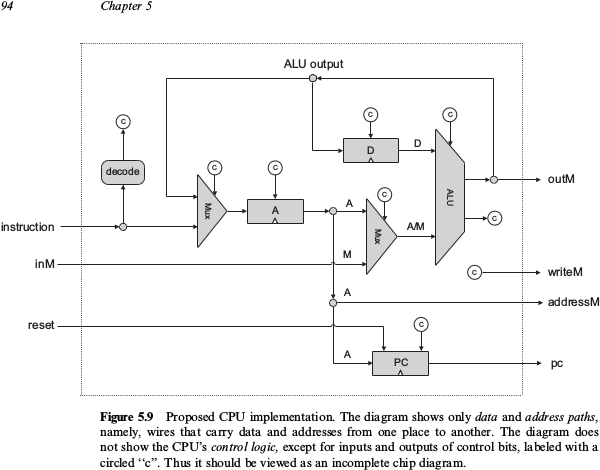 94 Chapter 5
ALU output
c
c
c
D
D
decode
c
c
c
ALU
outM
Mux
A
A
Mux
A/M
c
instruction
inM
M
c
writeM
A
addressM
reset
c
A
PC
pc
Figure 5.9 Proposed CPU implementation. The diagram shows only data and address paths,
namely, wires that carry data and addresses from one place to another. The diagram does
not show the CPU's control logic, except for inputs and outputs of control bits, labeled with a
circled "c". Thus it should be viewed as an incomplete chip diagram.